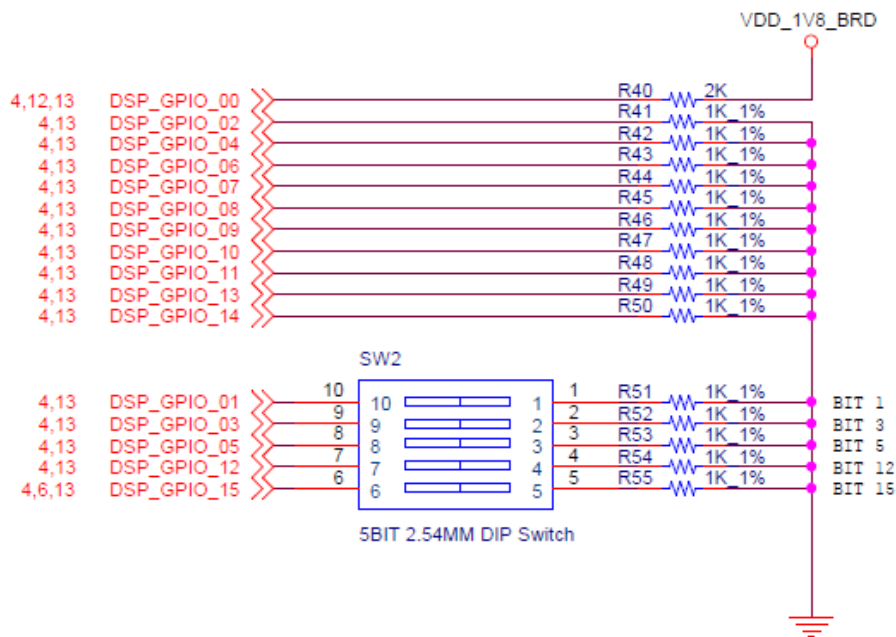 VDD_1V8_BRD
4,12,13 DSP_GPIO_00 R40 2K
4,13 DSP_GPIO_02 R41 1K_1%
4,13 DSP_GPIO_04 R42 1K_1%
4,13 DSP_GPIO_06 R43 1K_1%
4,13 DSP_GPIO_07 R44 1K_1%
4,13 DSP_GPIO_08 R45 1K_1%
4,13 DSP_GPIO_09 R46 1K_1%
4,13 DSP_GPIO_10 R47 1K_1%
4,13 DSP_GPIO_11 R48 1K_1%
4,13 DSP_GPIO_13 R49 1K_1%
4,13 DSP_GPIO_14 R50 1K_1%
SW2
4,13 DSP_GPIO_01 10 10 1 1 R51 1K_1% BIT 1
4,13 DSP_GPIO_03 9 9 2 2 R52 1K_1% BIT 3
4,13 DSP_GPIO_05 8 8 3 3 R53 1K_1% BIT 5
4,13 DSP_GPIO_12 7 7 4 4 R54 1K_1% BIT 12
4,6,13 DSP_GPIO_15 6 6 5 5 R55 1K_1% BIT 15
5BIT 2.54MM DIP Switch